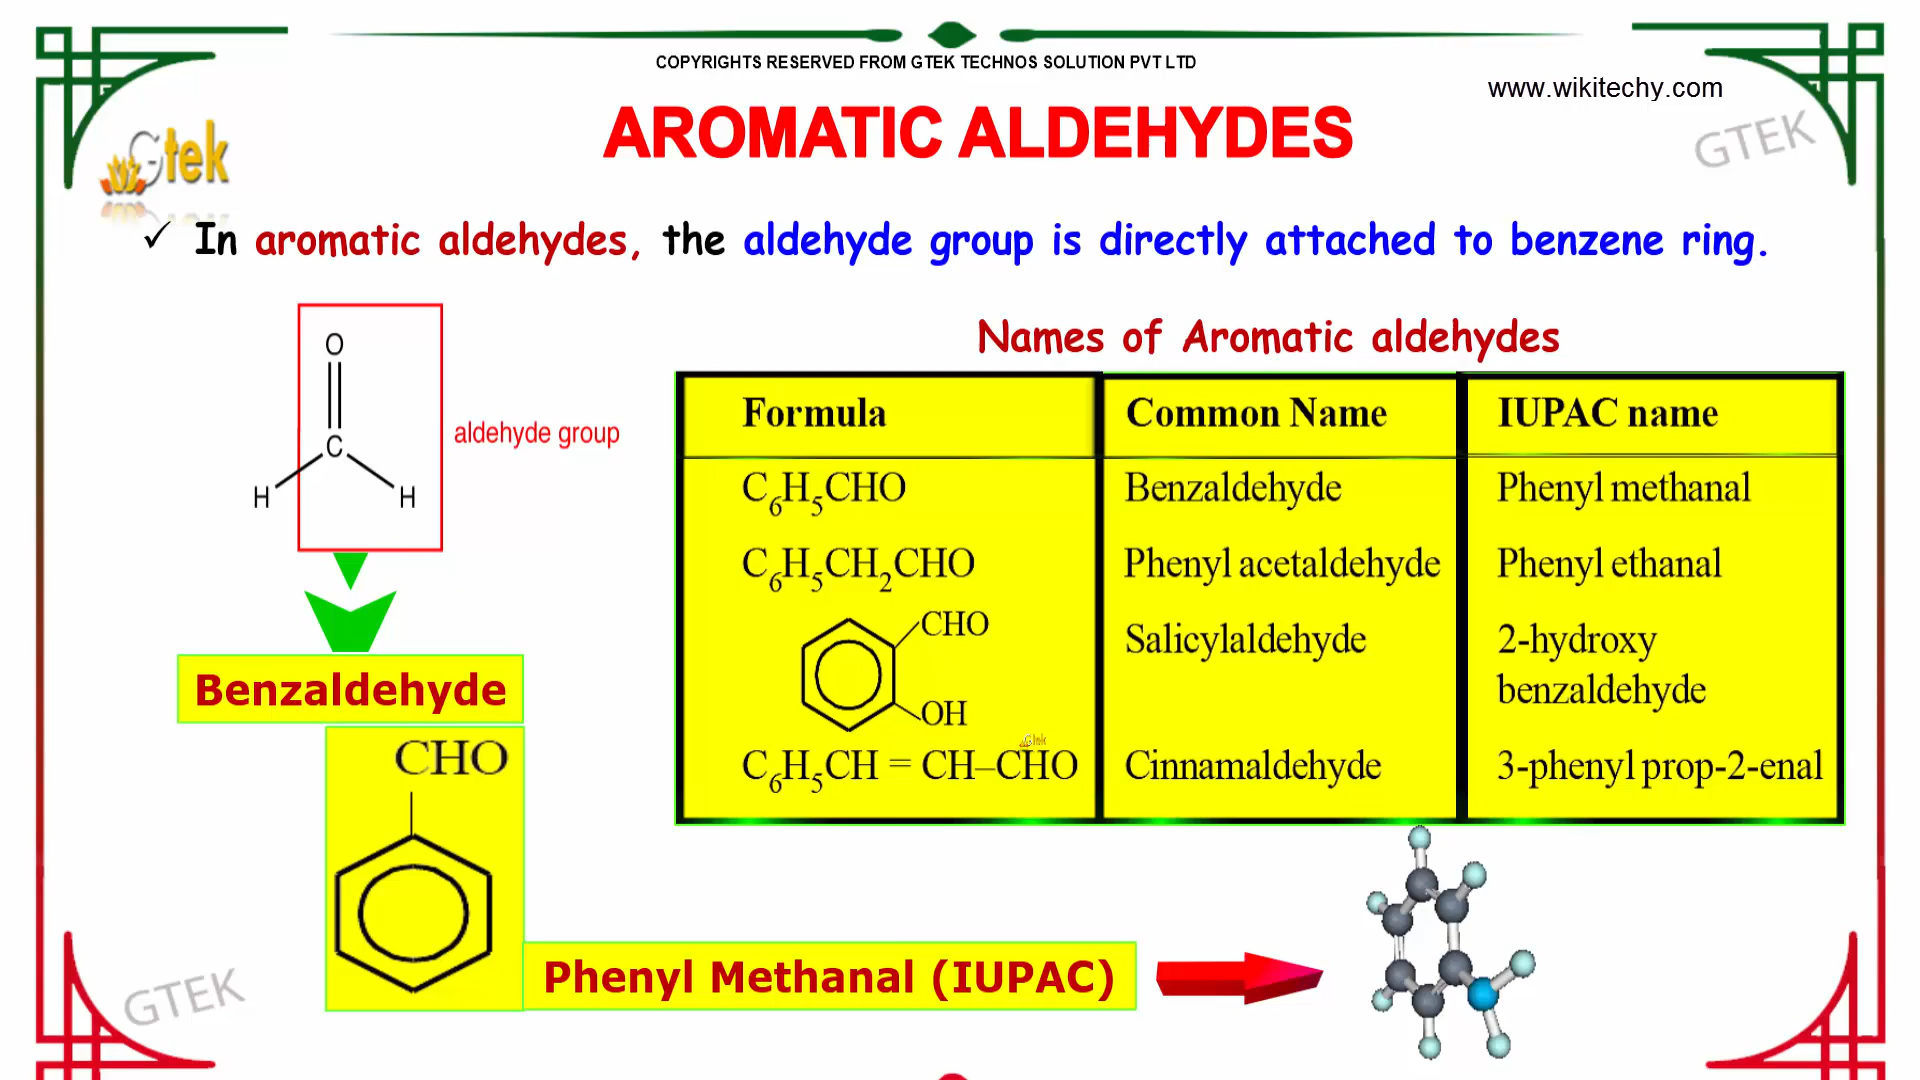 COPYRIGHTS RESERVED FROM GTEK TECHNOS SOLUTION PVT LTD
www.wikitechy.com
AROMATIC ALDEHYDES
GTEK
Gtek
✓ In aromatic aldehydes, the aldehyde group is directly attached to benzene ring.
O
C
H H
aldehyde group
Names of Aromatic aldehydes
Formula Common Name IUPAC name
C₆H₅CHO Benzaldehyde Phenyl methanal
C₆H₅CH₂CHO Phenyl acetaldehyde Phenyl ethanal
CHO
Salicylaldehyde 2-hydroxy
benzaldehyde
OH
Gtek
C₆H₅CH = CH–CHO Cinnamaldehyde 3-phenyl prop-2-enal
Benzaldehyde
CHO
Phenyl Methanal (IUPAC)
GTEK